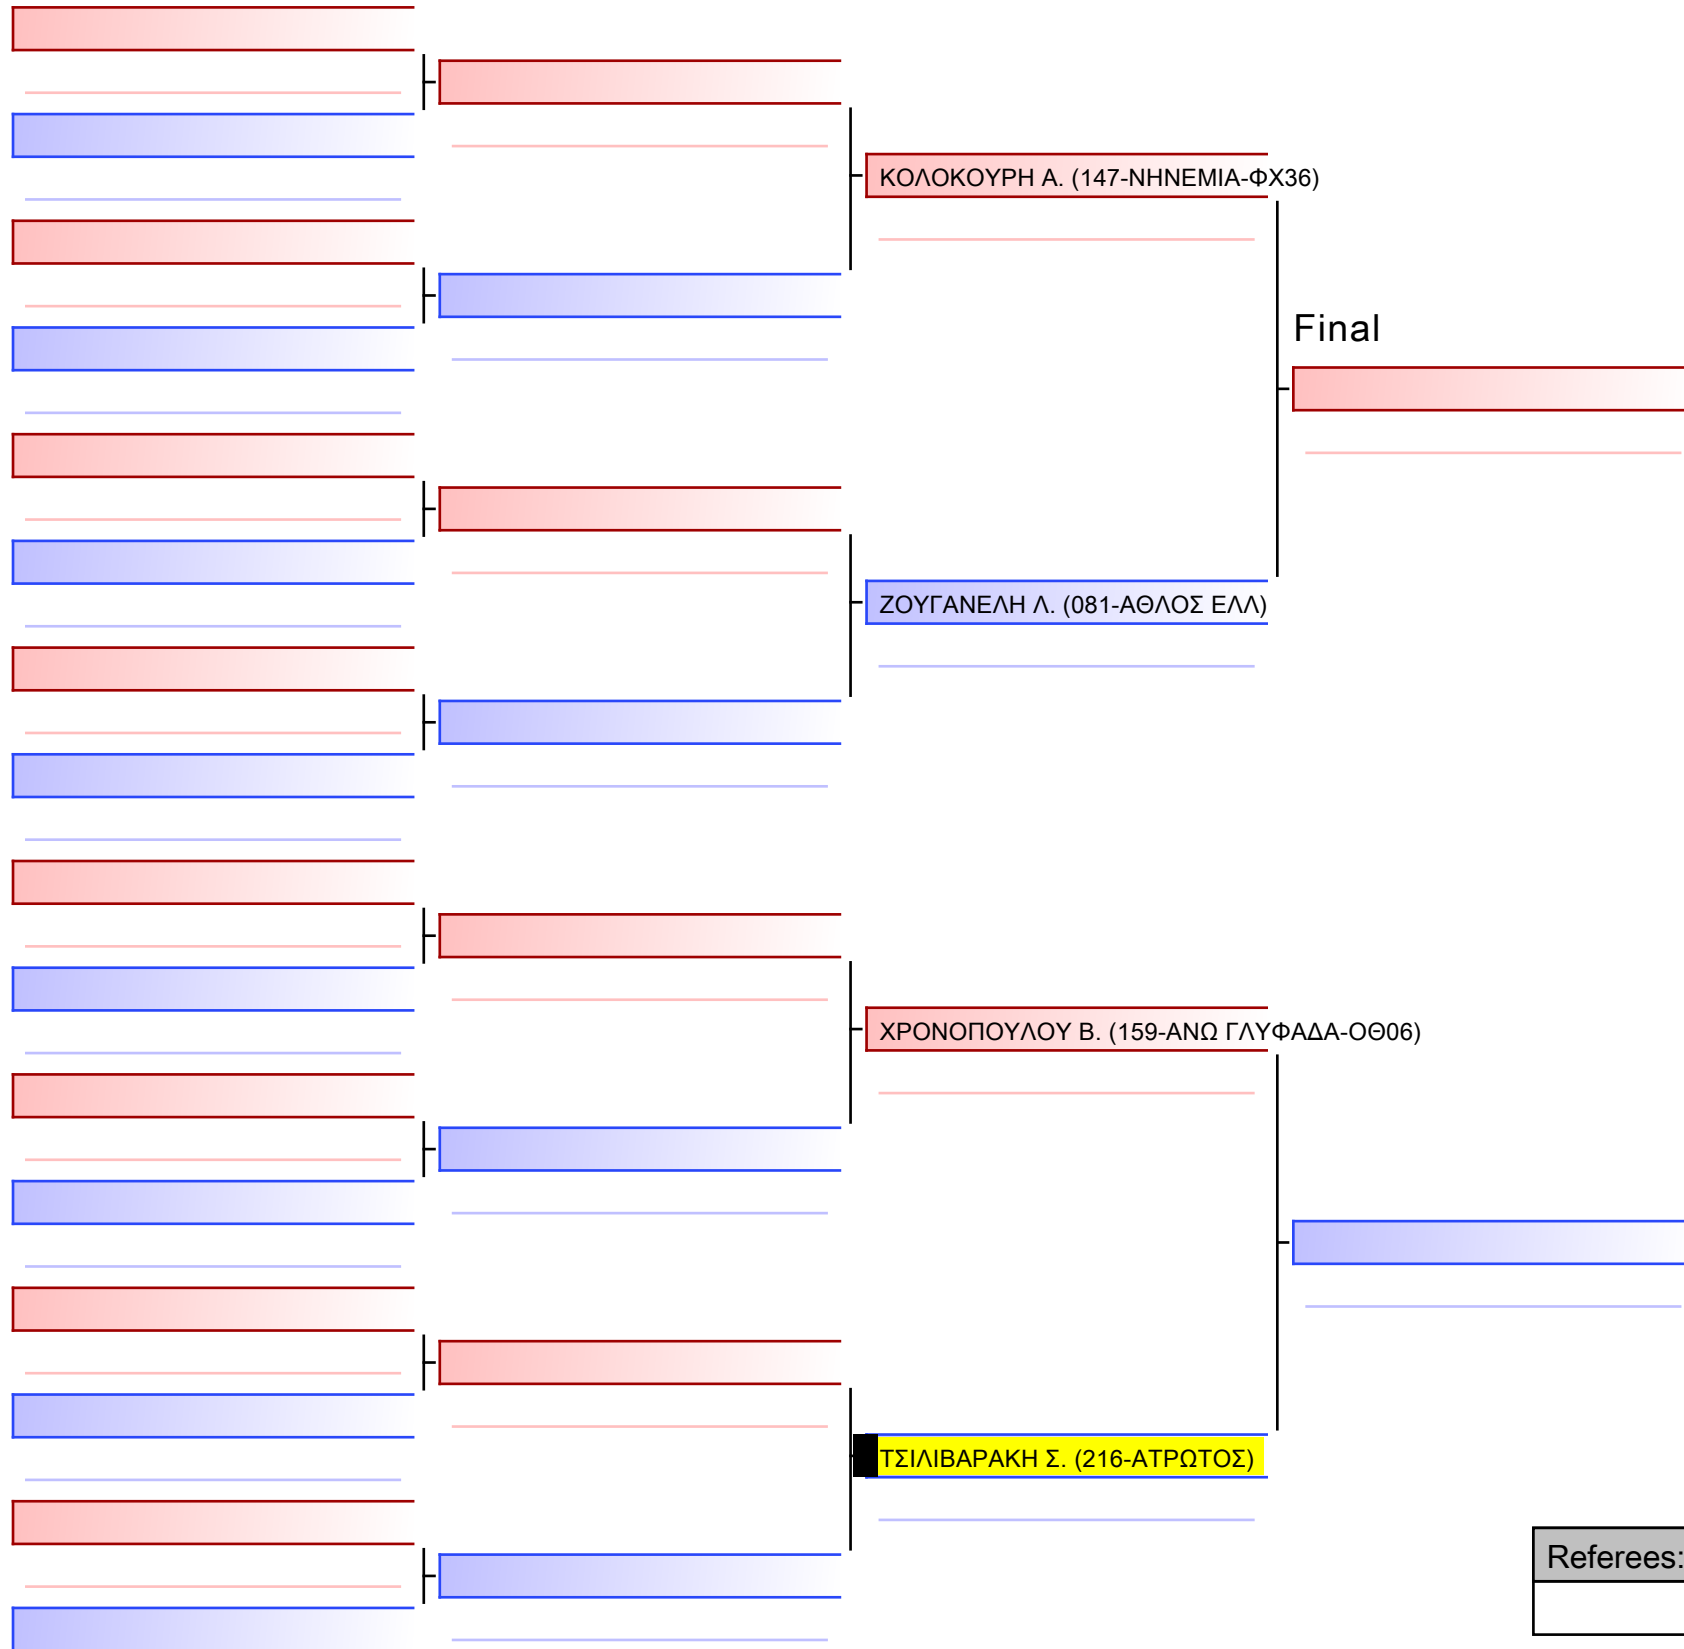 ΚΟΛΟΚΟΥΡΗ Α. (147-ΝΗΝΕΜΙΑ-ΦΧ36)
Final
ΖΟΥΓΑΝΕΛΗ Λ. (081-ΑΘΛΟΣ ΕΛΛ)
ΧΡΟΝΟΠΟΥΛΟΥ Β. (159-ΑΝΩ ΓΛΥΦΑΔΑ-ΟΘ06)
ΤΣΙΛΙΒΑΡΑΚΗ Σ. (216-ΑΤΡΩΤΟΣ)
Referees: